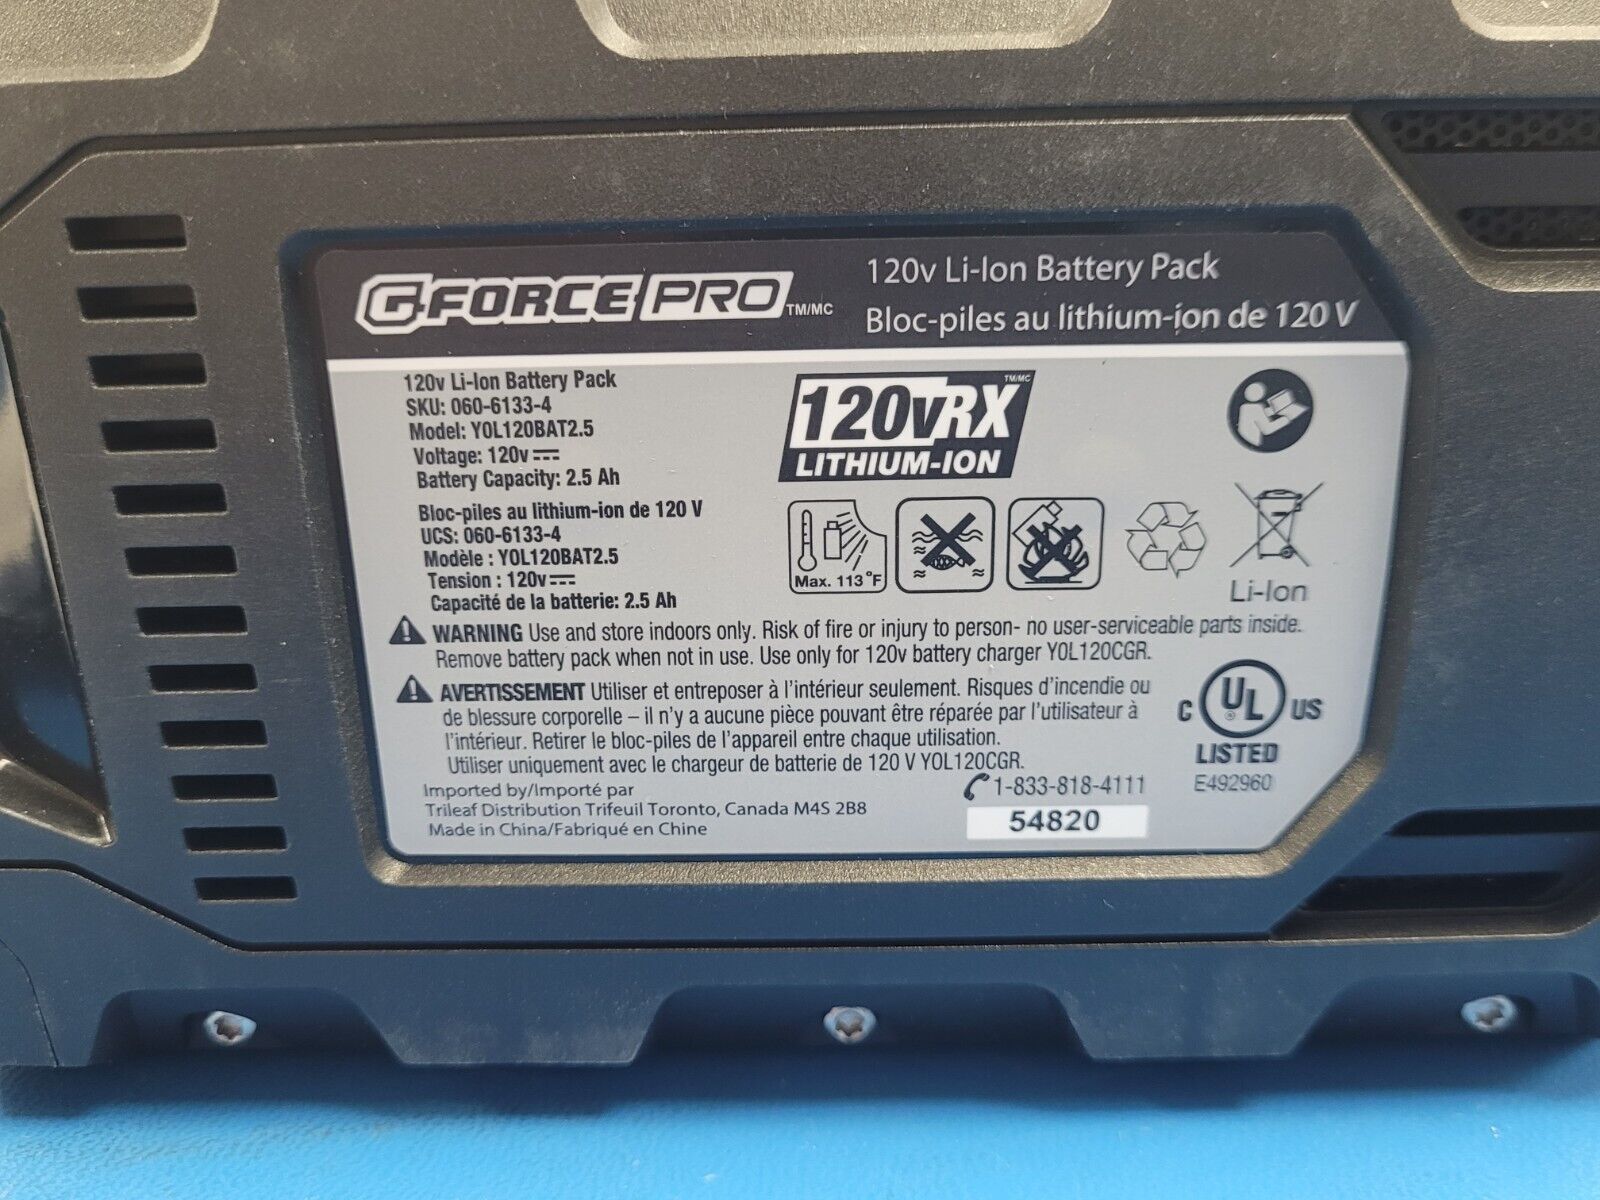 G-FORCE PRO TM/MC
120v Li-Ion Battery Pack
Bloc-piles au lithium-ion de 120 V
120v Li-Ion Battery Pack
SKU: 060-6133-4
Model: YOL120BAT2.5
Voltage: 120v
Battery Capacity: 2.5 Ah
Bloc-piles au lithium-ion de 120 V
UCS: 060-6133-4
Modèle : YOL120BAT2.5
Tension : 120v
Capacité de la batterie: 2.5 Ah
120vRX TM/MC
LITHIUM-ION
Max. 113°F
Li-Ion
WARNING Use and store indoors only. Risk of fire or injury to person- no user-serviceable parts inside.
Remove battery pack when not in use. Use only for 120v battery charger YOL120CGR.
AVERTISSEMENT Utiliser et entreposer à l'intérieur seulement. Risques d'incendie ou
de blessure corporelle – il n'y a aucune pièce pouvant être réparée par l'utilisateur à
l'intérieur. Retirer le bloc-piles de l'appareil entre chaque utilisation.
Utiliser uniquement avec le chargeur de batterie de 120 V YOL120CGR.
C UL ® US
LISTED
E492960
Imported by/Importé par
Trileaf Distribution Trifeuil Toronto, Canada M4S 2B8
Made in China/Fabriqué en Chine
1-833-818-4111
54820